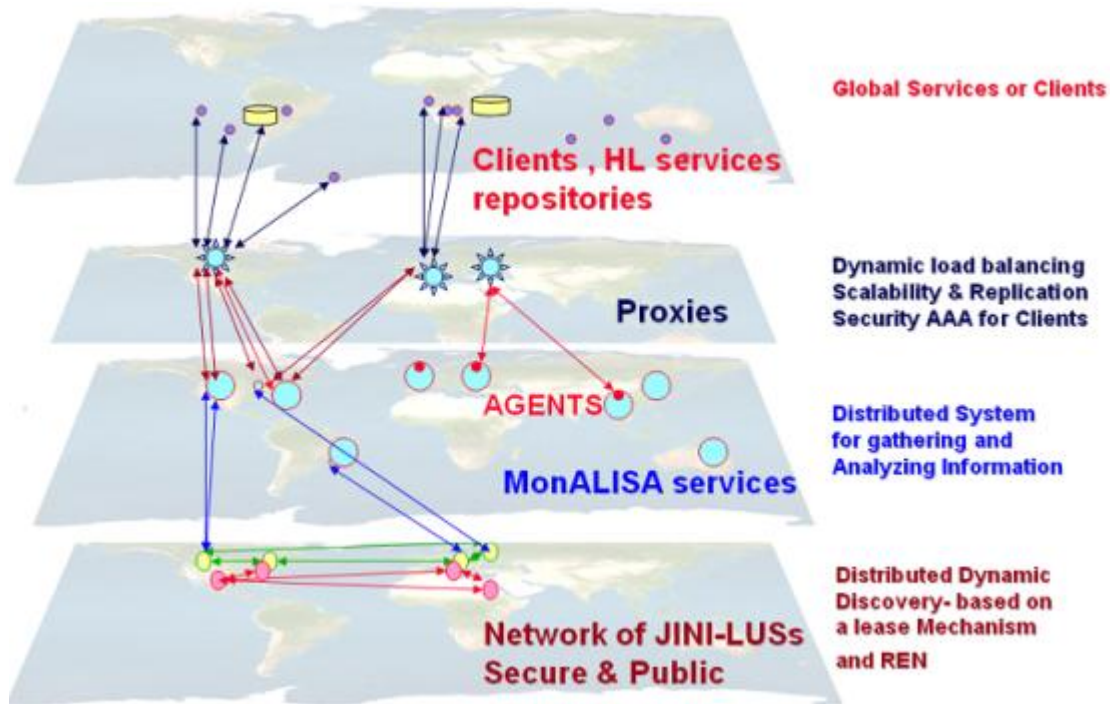 Global Services or Clients
Clients , HL services
repositories
Dynamic load balancing
Scalability & Replication
Security AAA for Clients
Proxies
AGENTS
Distributed System
for gathering and
Analyzing Information
MonALISA services
Distributed Dynamic
Discovery- based on
a lease Mechanism
and REN
Network of JINI-LUSs
Secure & Public